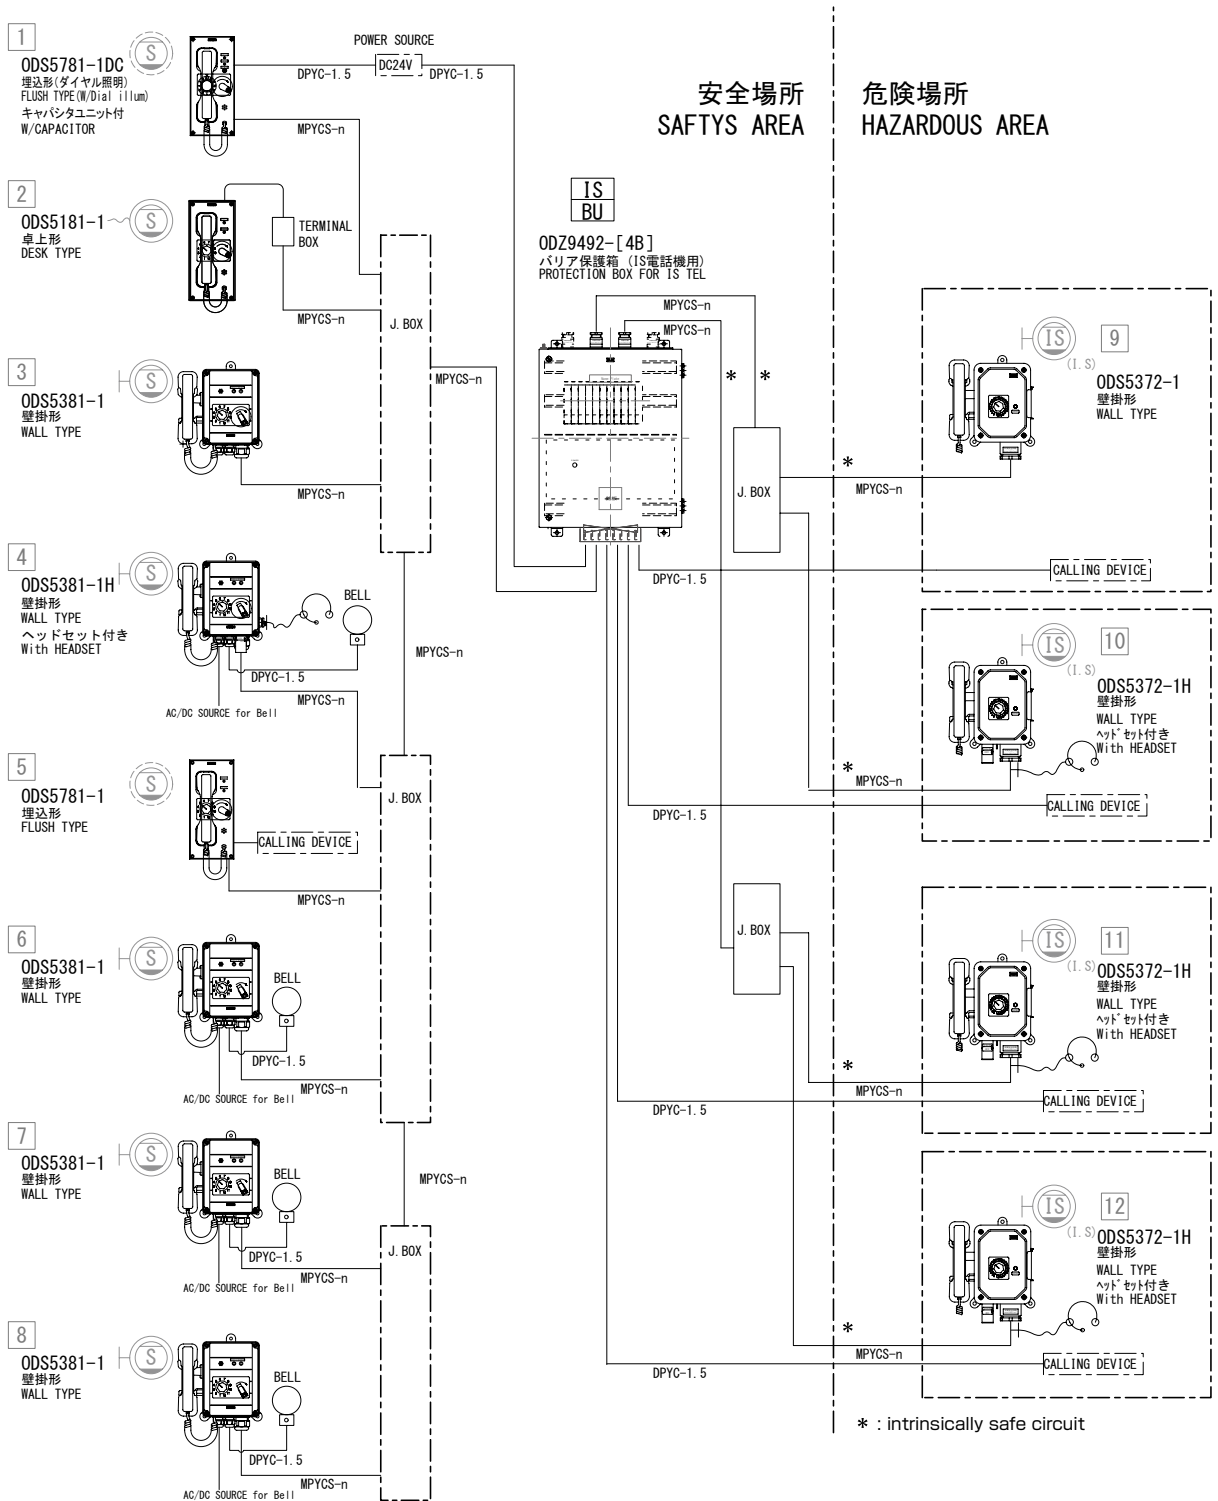 1
S
ODS5781-1DC
埋込形(ダイヤル照明)
FLUSH TYPE(W/Dial illum)
キャパシタユニット付
W/CAPACITOR
POWER SOURCE
DC24V
DPYC-1.5
DPYC-1.5
MPYCS-n
安全場所
SAFTYS AREA
危険場所
HAZARDOUS AREA
2
S
ODS5181-1
卓上形
DESK TYPE
TERMINAL
BOX
MPYCS-n
J.BOX
MPYCS-n
IS
BU
ODZ9492-[4B]
バリア保護箱 (IS電話機用)
PROTECTION BOX FOR IS TEL
MPYCS-n
MPYCS-n
*
*
J.BOX
3
S
ODS5381-1
壁掛形
WALL TYPE
MPYCS-n
4
S
ODS5381-1H
壁掛形
WALL TYPE
ヘッドセット付き
With HEADSET
BELL
DPYC-1.5
MPYCS-n
AC/DC SOURCE for Bell
MPYCS-n
5
S
ODS5781-1
埋込形
FLUSH TYPE
CALLING DEVICE
MPYCS-n
J.BOX
6
S
ODS5381-1
壁掛形
WALL TYPE
BELL
DPYC-1.5
MPYCS-n
AC/DC SOURCE for Bell
7
S
ODS5381-1
壁掛形
WALL TYPE
BELL
DPYC-1.5
MPYCS-n
AC/DC SOURCE for Bell
MPYCS-n
J.BOX
8
S
ODS5381-1
壁掛形
WALL TYPE
BELL
DPYC-1.5
MPYCS-n
AC/DC SOURCE for Bell
IS
(I.S)
9
ODS5372-1
壁掛形
WALL TYPE
*
MPYCS-n
DPYC-1.5
CALLING DEVICE
IS
(I.S)
10
ODS5372-1H
壁掛形
WALL TYPE
ヘッドセット付き
With HEADSET
*
MPYCS-n
DPYC-1.5
CALLING DEVICE
J.BOX
IS
(I.S)
11
ODS5372-1H
壁掛形
WALL TYPE
ヘッドセット付き
With HEADSET
*
MPYCS-n
DPYC-1.5
CALLING DEVICE
IS
(I.S)
12
ODS5372-1H
壁掛形
WALL TYPE
ヘッドセット付き
With HEADSET
*
MPYCS-n
DPYC-1.5
CALLING DEVICE
* : intrinsically safe circuit